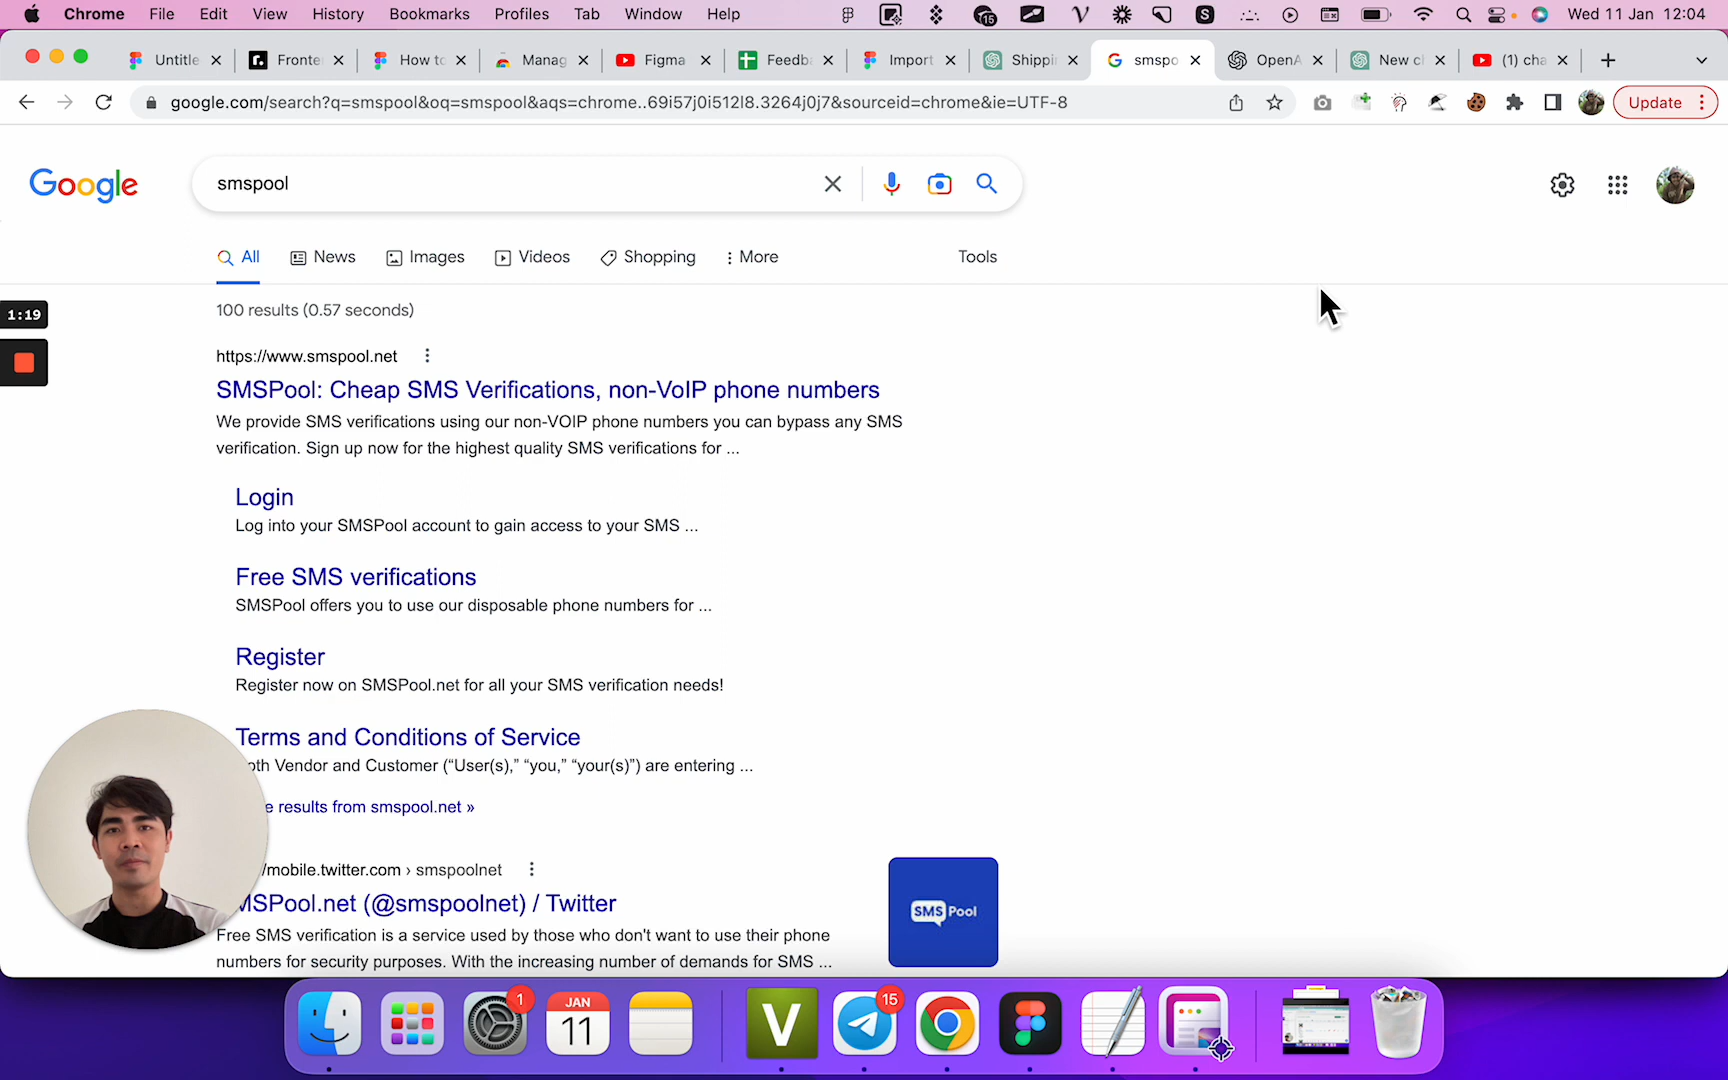 Chrome File Edit View History Bookmarks Profiles Tab Window Help 15 S Wed 11 Jan 12:04
Untitle Fronte How to Manag Figma Feedb Import Shippi smspo OpenA New c (1) cha
google.com/search?q=smspool&oq=smspool&aqs=chrome..69i57j0i512l8.3264j0j7&sourceid=chrome&ie=UTF-8
Update
Google
smspool
All News Images Videos Shopping More Tools
100 results (0.57 seconds)
1:19
https://www.smspool.net
SMSPool: Cheap SMS Verifications, non-VoIP phone numbers
We provide SMS verifications using our non-VOIP phone numbers you can bypass any SMS
verification. Sign up now for the highest quality SMS verifications for ...
Login
Log into your SMSPool account to gain access to your SMS ...
Free SMS verifications
SMSPool offers you to use our disposable phone numbers for ...
Register
Register now on SMSPool.net for all your SMS verification needs!
Terms and Conditions of Service
oth Vendor and Customer (“User(s),” “you,” “your(s)”) are entering ...
e results from smspool.net »
/mobile.twitter.com › smspoolnet
MSPool.net (@smspoolnet) / Twitter
Free SMS verification is a service used by those who don't want to use their phone
numbers for security purposes. With the increasing number of demands for SMS ...
SMS Pool
1
JAN
11
V
15